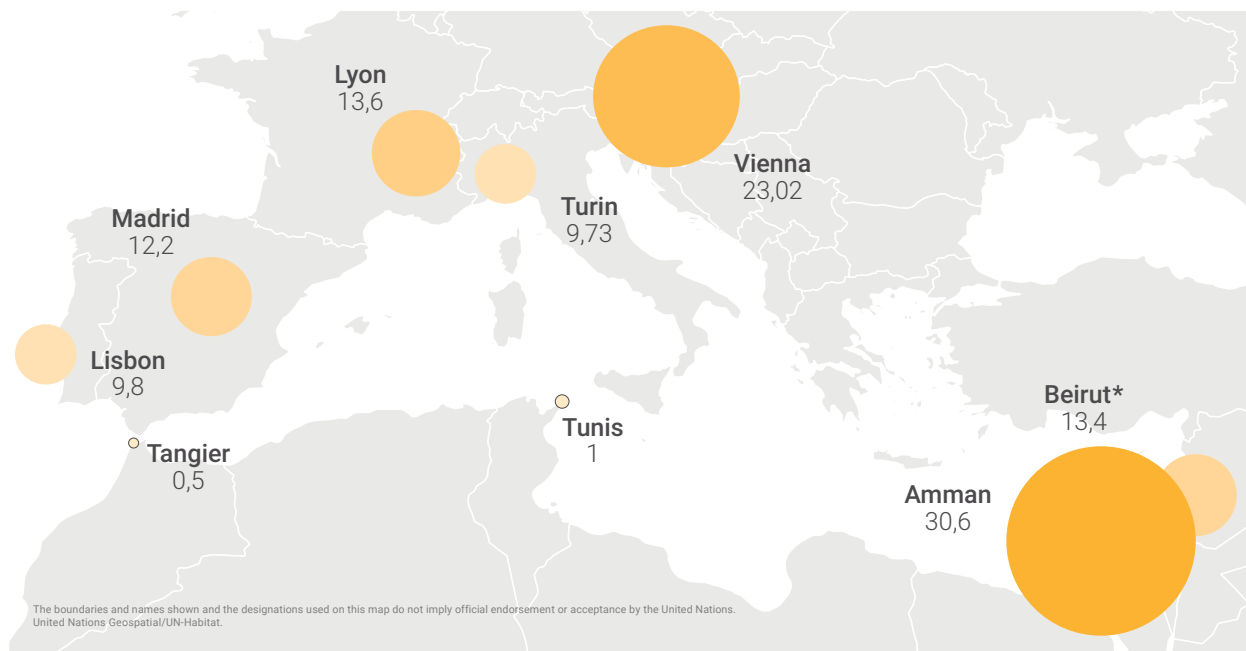 Lyon
13,6
Vienna
23,02
Turin
9,73
Madrid
12,2
Lisbon
9,8
Tangier
0,5
Tunis
1
Beirut*
13,4
Amman
30,6
The boundaries and names shown and the designations used on this map do not imply official endorsement or acceptance by the United Nations.
United Nations Geospatial/UN-Habitat.